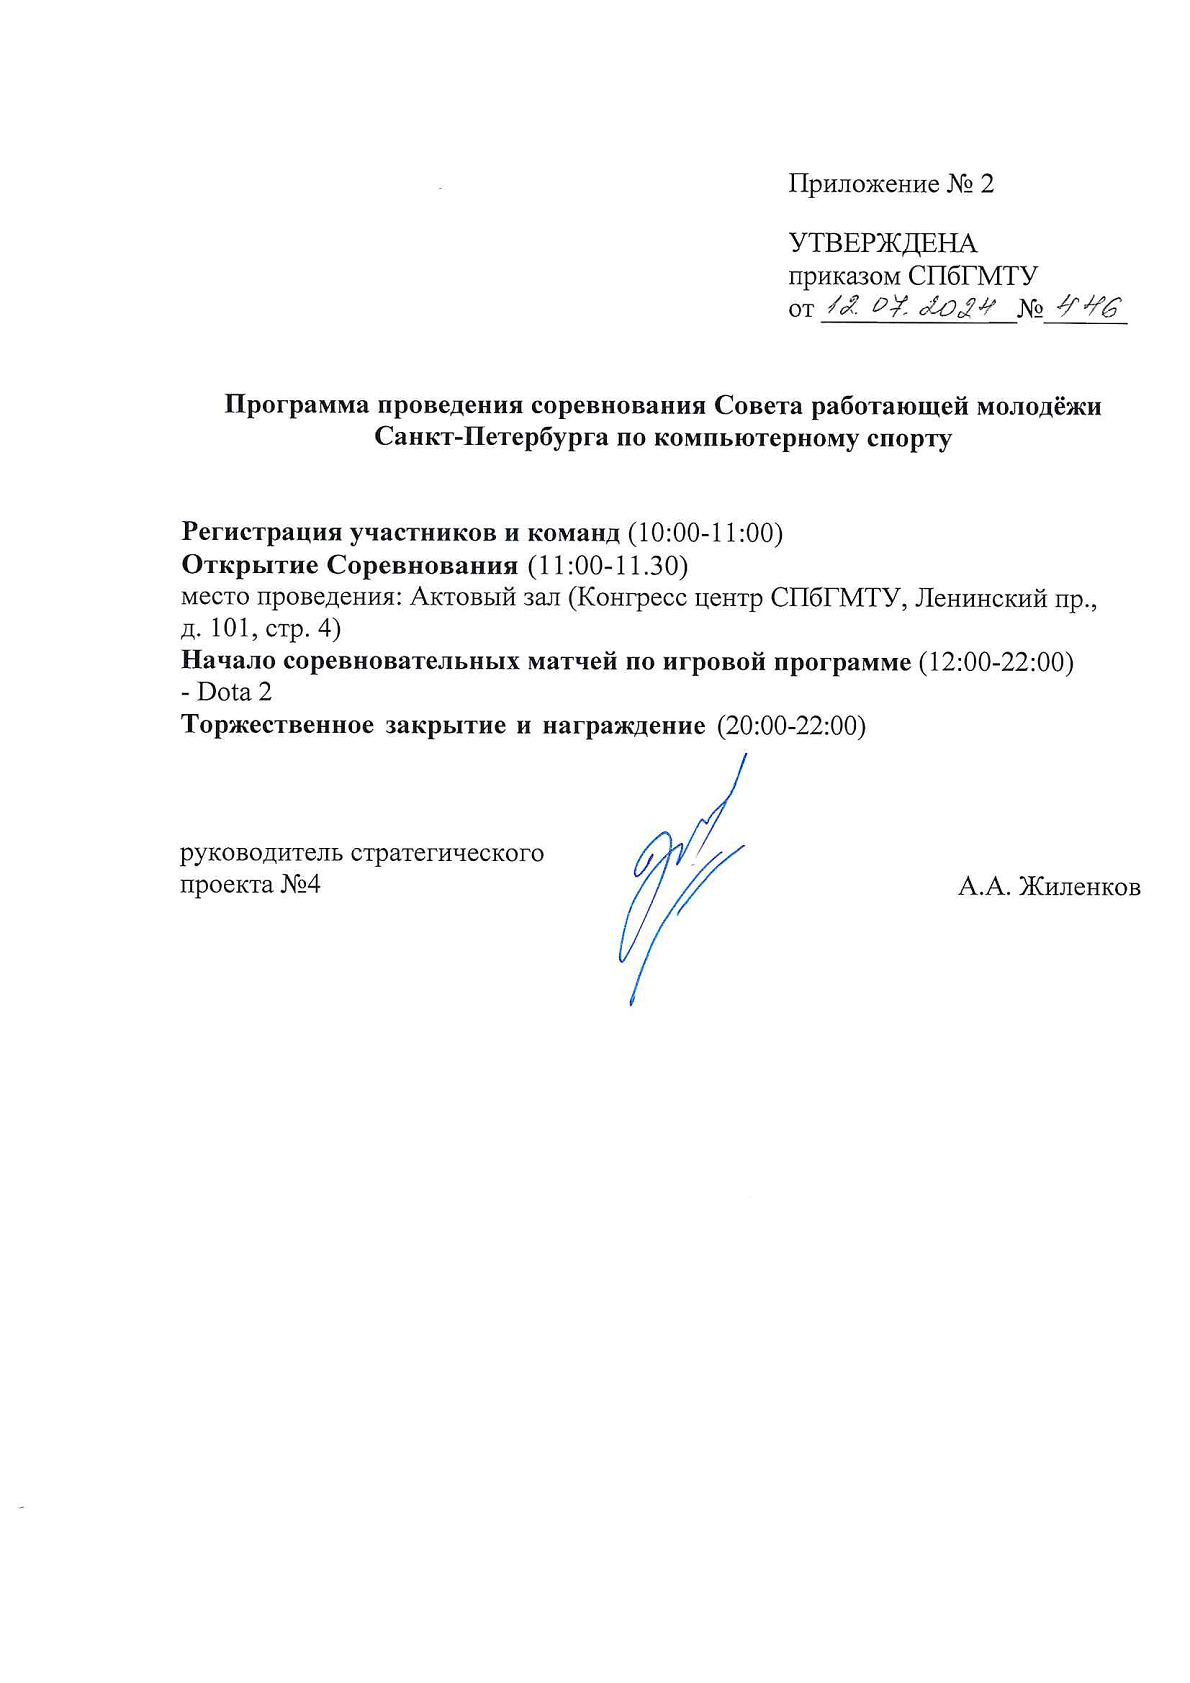 Приложение № 2
УТВЕРЖДЕНА
приказом СПбГМТУ
от 12.07.2024 № 446
Программа проведения соревнования Совета работающей молодёжи
Санкт-Петербурга по компьютерному спорту
Регистрация участников и команд (10:00-11:00)
Открытие Соревнования (11:00-11.30)
место проведения: Актовый зал (Конгресс центр СПбГМТУ, Ленинский пр.,
д. 101, стр. 4)
Начало соревновательных матчей по игровой программе (12:00-22:00)
- Dota 2
Торжественное закрытие и награждение (20:00-22:00)
руководитель стратегического
проекта №4
А.А. Жиленков